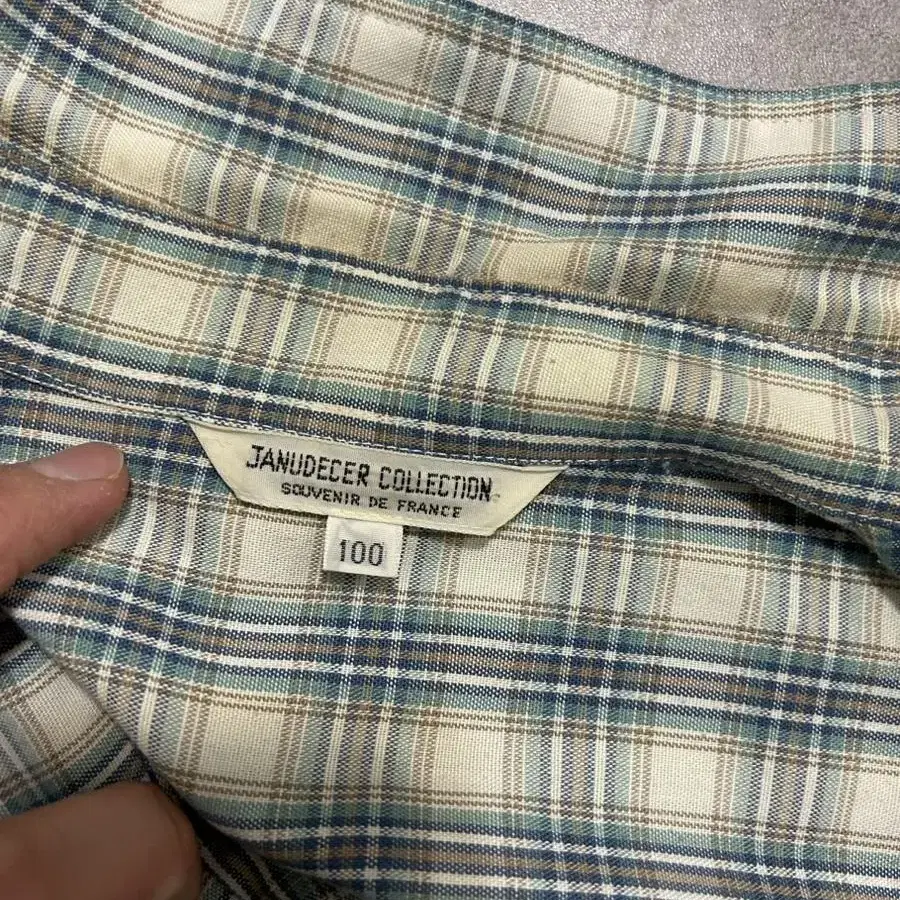 JANUDECER COLLECTION
SOUVENIR DE FRANCE
100